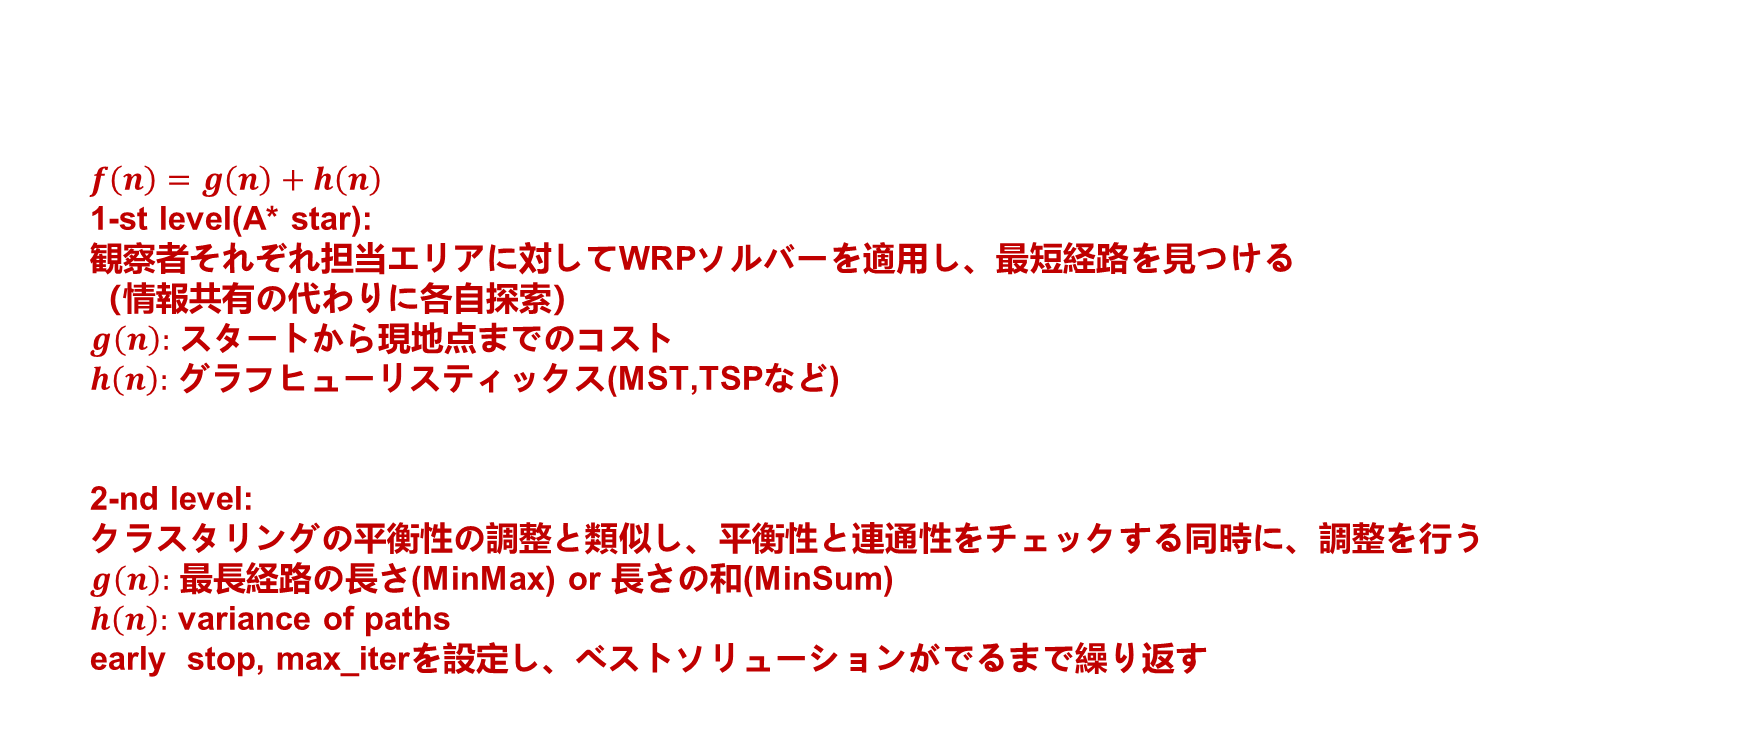 f(n) = g(n) + h(n)
1-st level(A* star):
観察者それぞれ担当エリアに対してWRPソルバーを適用し、最短経路を見つける
(情報共有の代わりに各自探索)
g(n): スタートから現地点までのコスト
h(n): グラフヒューリスティックス(MST,TSPなど)
2-nd level:
クラスタリングの平衡性の調整と類似し、平衡性と連通性をチェックする同時に、調整を行う
g(n): 最長経路の長さ(MinMax) or 長さの和(MinSum)
h(n): variance of paths
early  stop, max_iterを設定し、ベストソリューションがでるまで繰り返す